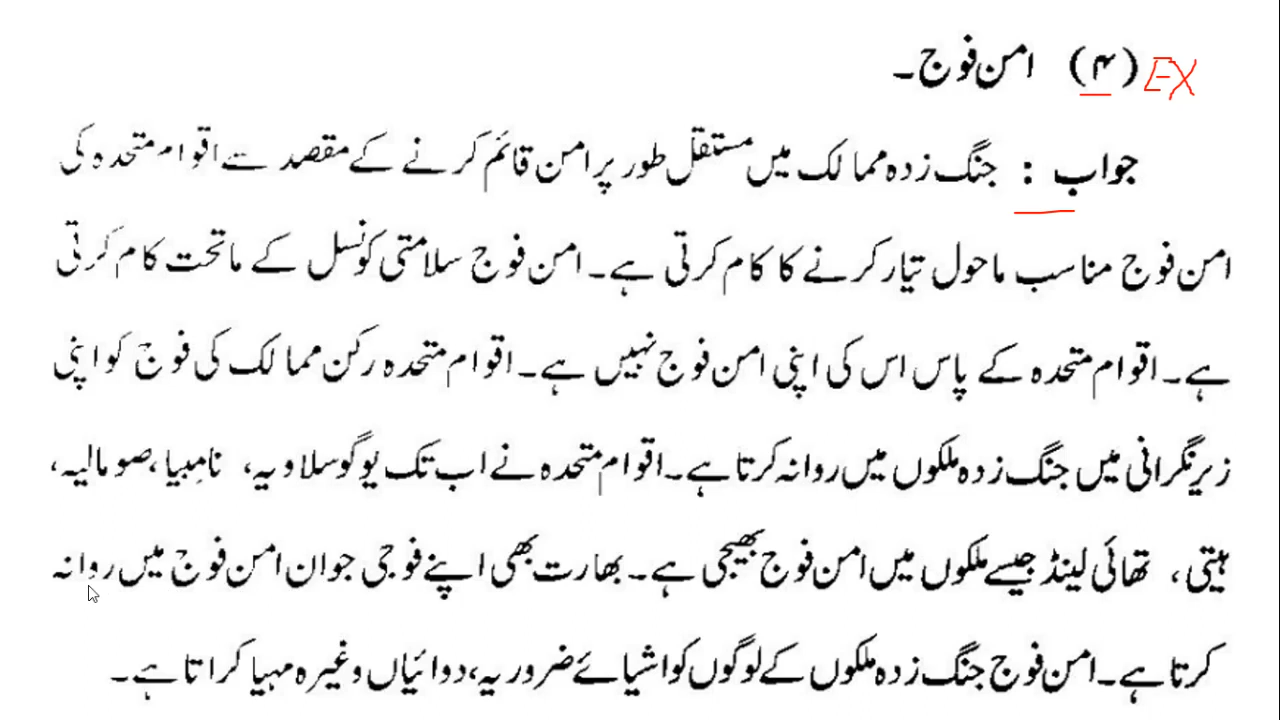 (۴) امن فوج۔ EX
جواب : جنگ زدہ ممالک میں مستقل طور پر امن قائم کرنے کے مقصد سے اقوام متحدہ کی
امن فوج مناسب ماحول تیار کرنے کا کام کرتی ہے۔ امن فوج سلامتی کونسل کے ماتحت کام کرتی
ہے۔ اقوام متحدہ کے پاس اس کی اپنی امن فوج نہیں ہے۔ اقوام متحدہ رکن ممالک کی فوج کو اپنی
زیرِنگرانی میں جنگ زدہ ملکوں میں روانہ کرتا ہے۔ اقوام متحدہ نے اب تک یوگوسلاویہ، نامبیا، صومالیہ،
ہیتی، تھائی لینڈ جیسے ملکوں میں امن فوج بھیجی ہے۔ بھارت بھی اپنے فوجی جوان امن فوج میں روانہ
کرتا ہے۔ امن فوج جنگ زدہ ملکوں کے لوگوں کو اشیائے ضروریہ، دوائیاں وغیرہ مہیا کراتا ہے۔